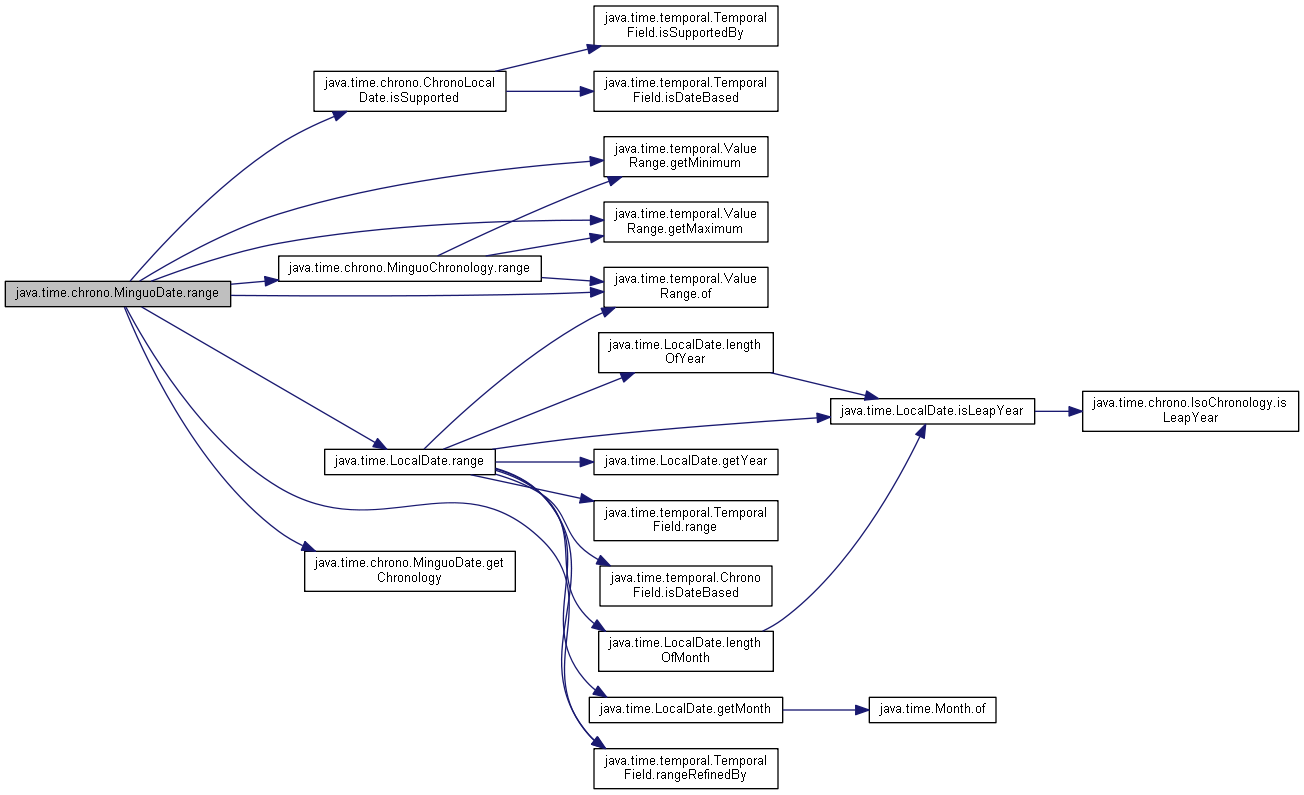 java.time.temporal.Temporal
Field.isSupportedBy
java.time.chrono.ChronoLocal
Date.isSupported
java.time.temporal.Temporal
Field.isDateBased
java.time.temporal.Value
Range.getMinimum
java.time.temporal.Value
Range.getMaximum
java.time.chrono.MinguoChronology.range
java.time.temporal.Value
Range.of
java.time.chrono.MinguoDate.range
java.time.LocalDate.length
OfYear
java.time.LocalDate.isLeapYear
java.time.chrono.IsoChronology.is
LeapYear
java.time.LocalDate.range
java.time.LocalDate.getYear
java.time.temporal.Temporal
Field.range
java.time.chrono.MinguoDate.get
Chronology
java.time.temporal.Chrono
Field.isDateBased
java.time.LocalDate.length
OfMonth
java.time.LocalDate.getMonth
java.time.Month.of
java.time.temporal.Temporal
Field.rangeRefinedBy